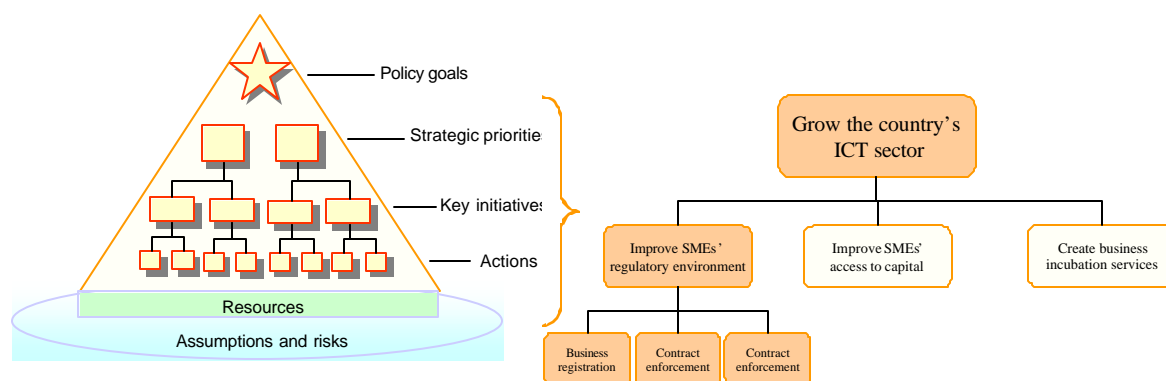 Policy goals
Strategic prioritie
Key initiatives
Actions
Resources
Assumptions and risks
Grow the country's
ICT sector
Improve SMEs'
regulatory environment
Improve SMEs'
access to capital
Create business
incubation services
Business
registration
Contract
enforcement
Contract
enforcement